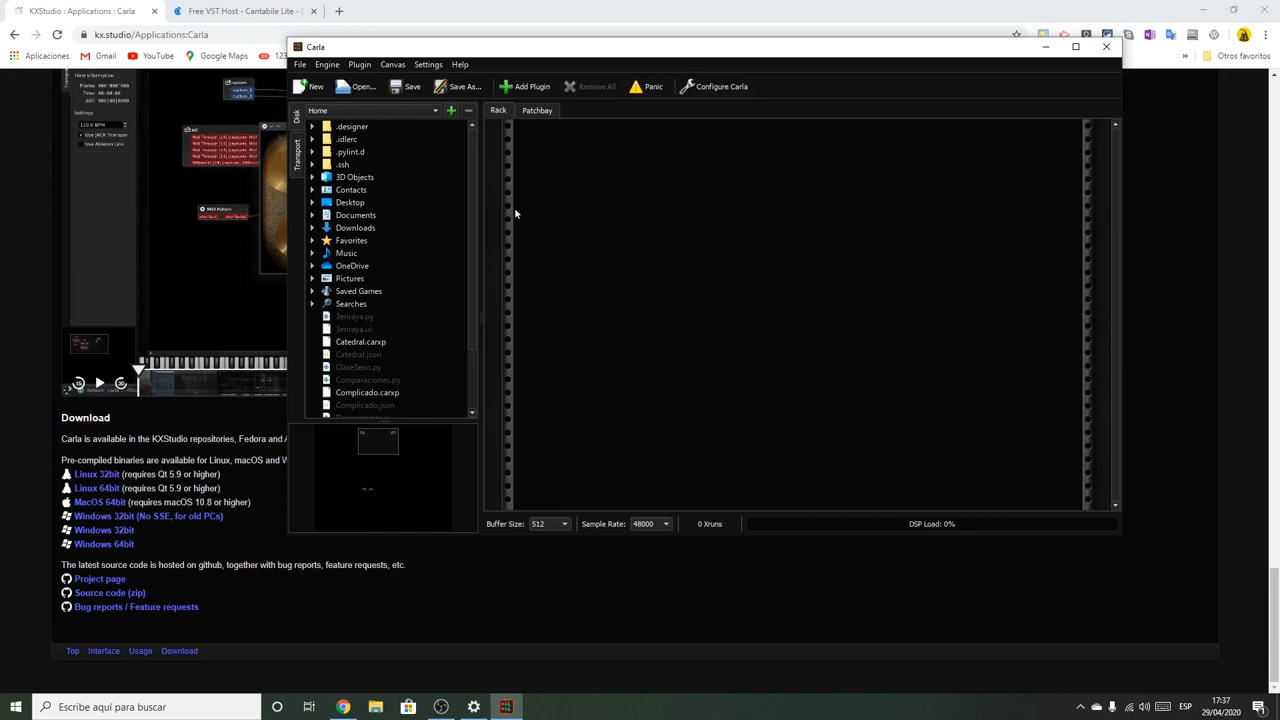 KXStudio : Applications : Carla
Free VST Host - Cantabile Lite -
kx.studio/Applications:Carla
Aplicaciones
Gmail
YouTube
Google Maps
Otros favoritos
Carla
File
Engine
Plugin
Canvas
Settings
Help
New
Open...
Save
Save As...
Add Plugin
Remove All
Panic
Configure Carla
Disk
Transport
Home
Rack
Patchbay
.designer
.idlerc
.pylint.d
.ssh
3D Objects
Contacts
Desktop
Documents
Downloads
Favorites
Music
OneDrive
Pictures
Saved Games
Searches
3enraya.py
3enraya.ui
Catedral.carxp
Catedral.json
ClaseSexo.py
Comparaciones.py
Complicado.carxp
Complicado.json
Buffer Size:
512
Sample Rate:
48000
0 Xruns
DSP Load: 0%
Settings
120.0 BPM
MIDI Pattern
15
30
Download
Carla is available in the KXStudio repositories, Fedora and
Pre-compiled binaries are available for Linux, macOS and W
Linux 32bit (requires Qt 5.9 or higher)
Linux 64bit (requires Qt 5.9 or higher)
MacOS 64bit (requires macOS 10.8 or higher)
Windows 32bit (No SSE, for old PCs)
Windows 32bit
Windows 64bit
The latest source code is hosted on github, together with bug reports, feature requests, etc.
Project page
Source code (zip)
Bug reports / Feature requests
Top
Interface
Usage
Download
Escribe aquí para buscar
ESP
17:37
29/04/2020